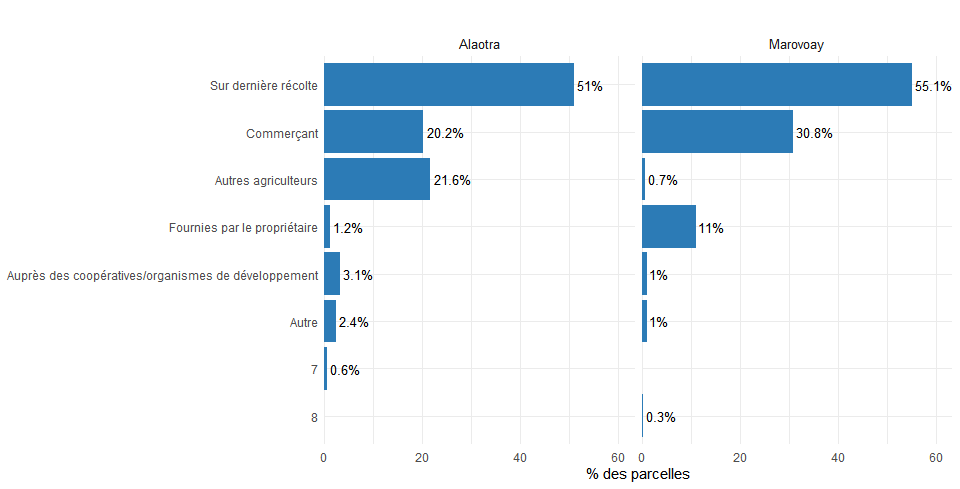 Alaotra Marovoay
Sur dernière récolte 51% 55.1%
Commerçant 20.2% 30.8%
Autres agriculteurs 21.6% 0.7%
Fournies par le propriétaire 1.2% 11%
Auprès des coopératives/organismes de développement 3.1% 1%
Autre 2.4% 1%
7 0.6%
8 0.3%
0 20 40 60 0 20 40 60
% des parcelles